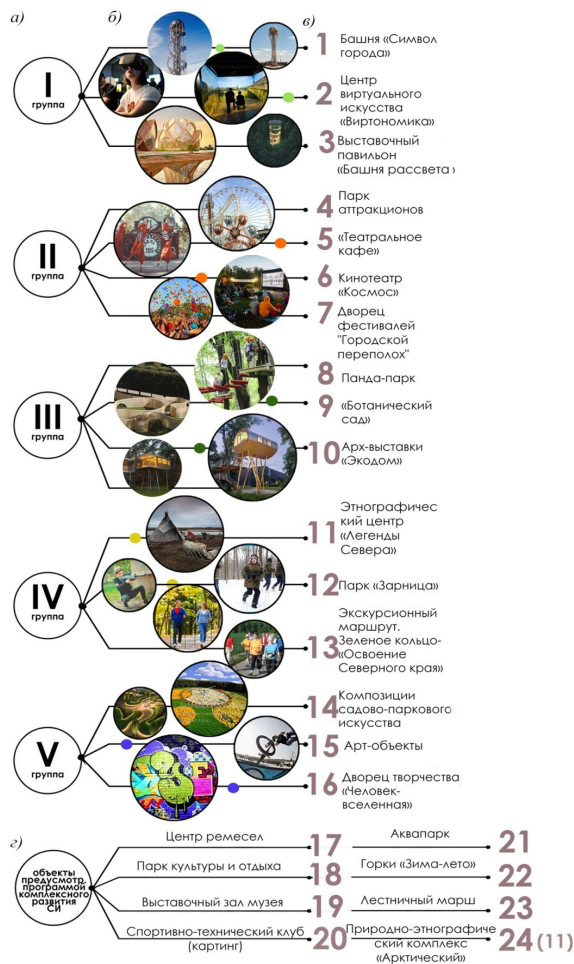 а)
б)
в)
I
группа
1
Башня «Символ
города»
2
Центр
виртуального
искусства
«Виртономика»
3
Выставочный
павильон
«Башня рассвета»
II
группа
4
Парк
аттракционов
5
«Театральное
кафе»
6
Кинотеатр
«Космос»
7
Дворец
фестивалей
"Городской
переполох"
III
группа
8
Панда-парк
9
«Ботанический
сад»
10
Арх-выставки
«Экодом»
IV
группа
11
Этнографичес
кий центр
«Легенды
Севера»
12
Парк «Зарница»
13
Экскурсионный
маршрут.
Зеленое кольцо-
«Освоение
Северного края»
V
группа
14
Композиции
садово-паркового
искусства
15
Арт-объекты
16
Дворец творчества
«Человек-
вселенная»
г)
объекты
предусмотр.
программой
комплексного
развития
СИ
Центр ремесел
17
Парк культуры и отдыха
18
Выставочный зал музея
19
Спортивно-технический клуб
(картинг)
20
Аквапарк
21
Горки «Зима-лето»
22
Лестничный марш
23
Природно-этнографиче
ский комплекс
«Арктический»
24 (11)